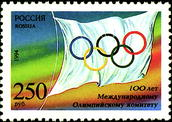 РОССИЯ
ROSSIJA
1994
250
руб.
100 лет
Международному
Олимпийскому комитету